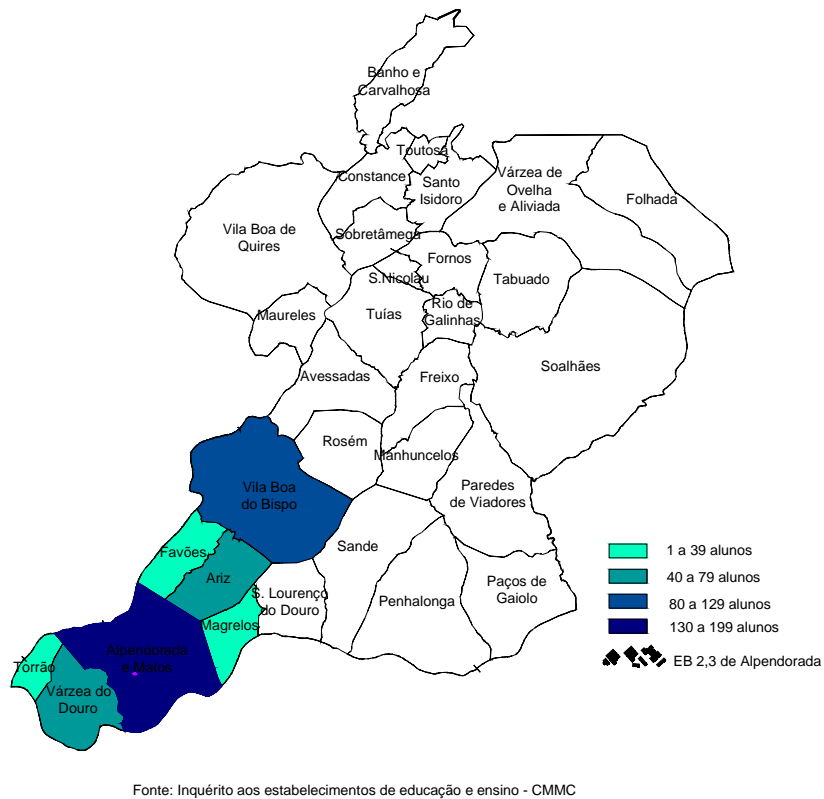 Banho e
Carvalhosa
Toutosa
Constance
Santo
Isidoro
Várzea de
Ovelha
e Aliviada
Folhada
Vila Boa de
Quires
Sobretâmega
Fornos
S.Nicolau
Tabuado
Maureles
Tuías
Rio de
Galinhas
Soalhães
Avessadas
Freixo
Rosém
Manhuncelos
Vila Boa
do Bispo
Paredes
de Viadores
Sande
Favões
Ariz
S. Lourenço
do Douro
Penhalonga
Paços de
Gaiolo
Magrelos
Alpendorada
e Matos
Torrão
Várzea do
Douro
1 a 39 alunos
40 a 79 alunos
80 a 129 alunos
130 a 199 alunos
EB 2,3 de Alpendorada
Fonte: Inquérito aos estabelecimentos de educação e ensino - CMMC